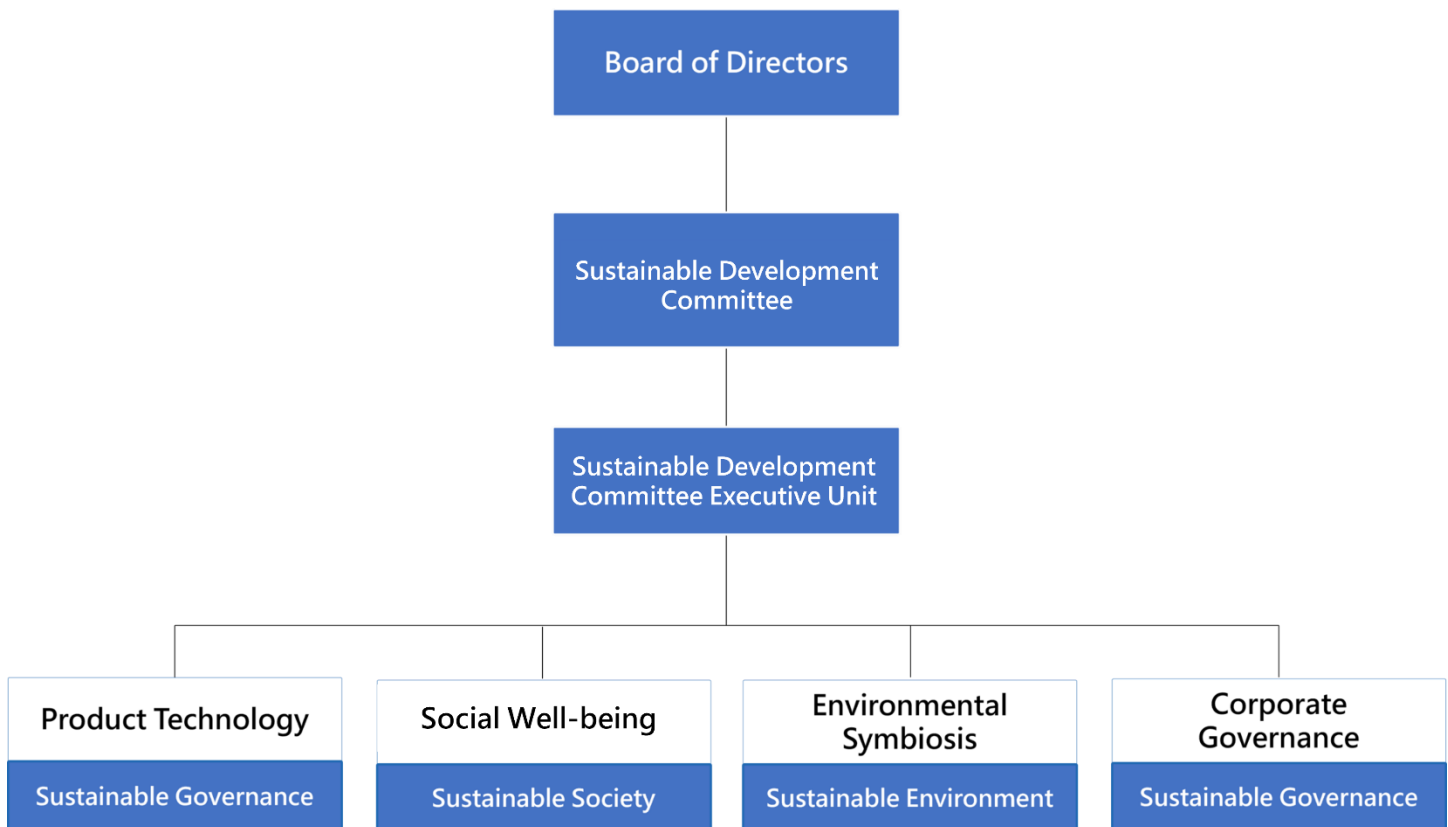 Board of Directors
Sustainable Development
Committee
Sustainable Development
Committee Executive Unit
Product Technology
Sustainable Governance
Social Well-being
Sustainable Society
Environmental
Symbiosis
Sustainable Environment
Corporate
Governance
Sustainable Governance